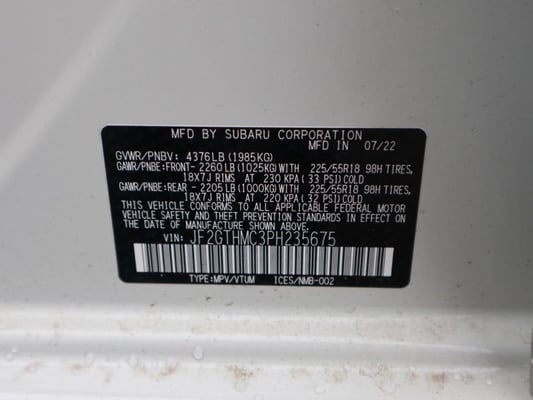 MFD BY SUBARU CORPORATION
MFD IN 07/22
GVWR/PNBV: 4376LB(1985KG)
GAWR/PNBE:FRONT- 2260LB(1025KG)WITH 225/55R18 98H TIRES,
18X7J RIMS AT 230 KPA(33 PSI)COLD
GAWR/PNBE:REAR - 2205LB(1000KG)WITH 225/55R18 98H TIRES,
18X7J RIMS AT 220 KPA(32 PSI)COLD
THIS VEHICLE CONFORMS TO ALL APPLICABLE FEDERAL MOTOR
VEHICLE SAFETY AND BUMPER STANDARDS IN EFFECT ON
THE DATE OF MANUFACTURE SHOWN ABOVE.
VIN: JF2GTHMC3PH235675
TYPE:MPV/VTUM ICES/NMB-002